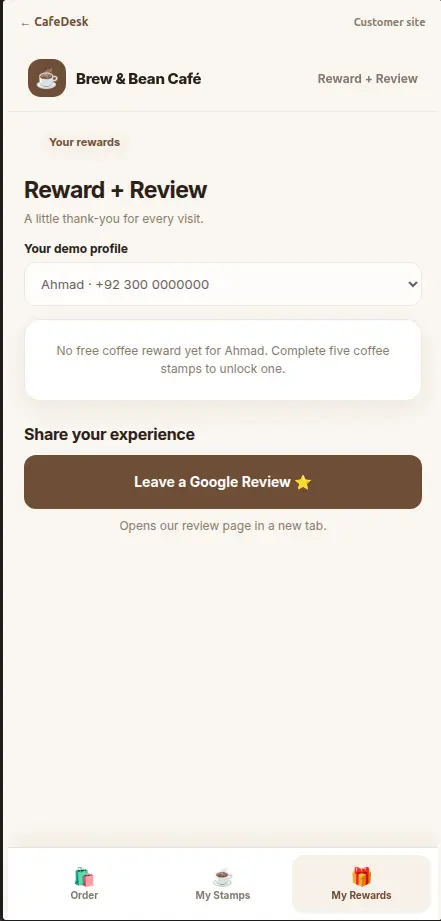 ← CafeDesk
Customer site
Brew & Bean Café
Reward + Review
Your rewards
Reward + Review
A little thank-you for every visit.
Your demo profile
Ahmad · +92 300 0000000
No free coffee reward yet for Ahmad. Complete five coffee
stamps to unlock one.
Share your experience
Leave a Google Review ⭐
Opens our review page in a new tab.
Order
My Stamps
My Rewards